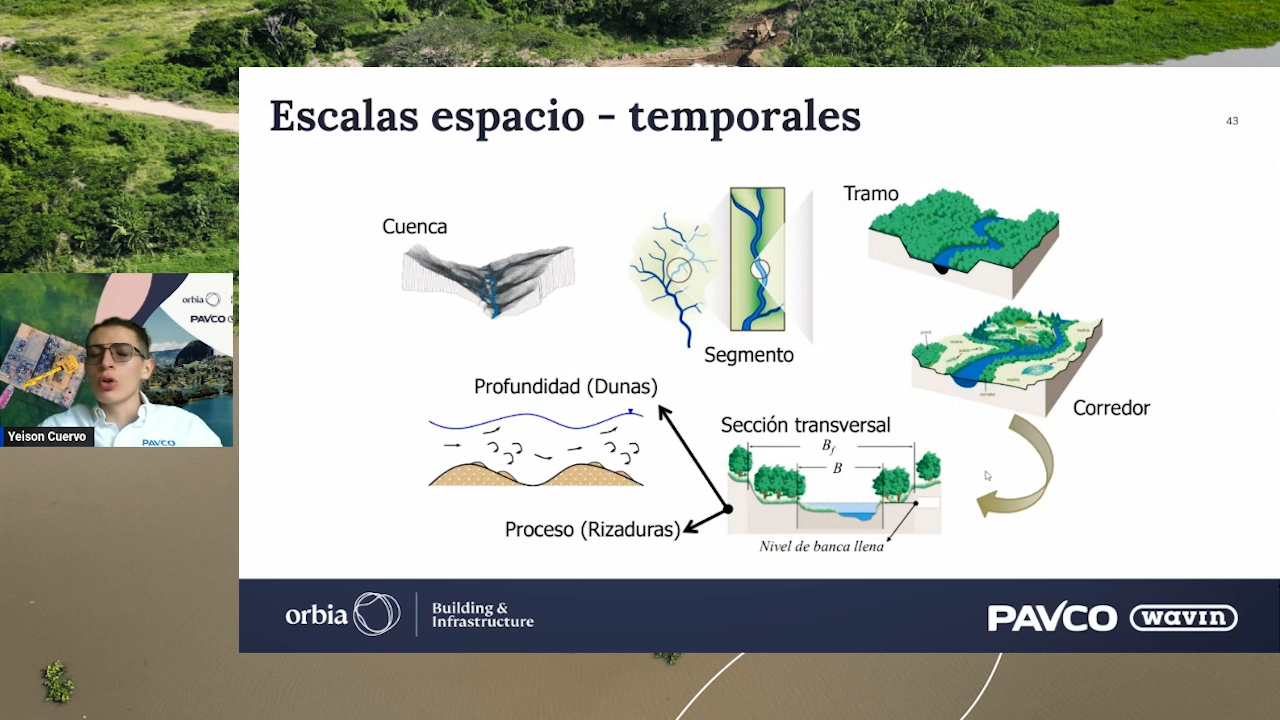 Escalas espacio - temporales
43
Cuenca
Segmento
Tramo
Corredor
Profundidad (Dunas)
Sección transversal
B_f
B
Proceso (Rizaduras)
Nivel de banca llena
orbia
Building &
Infrastructure
PAVCO
wavin
orbia
PAVCO
PAVCO
Yeison Cuervo